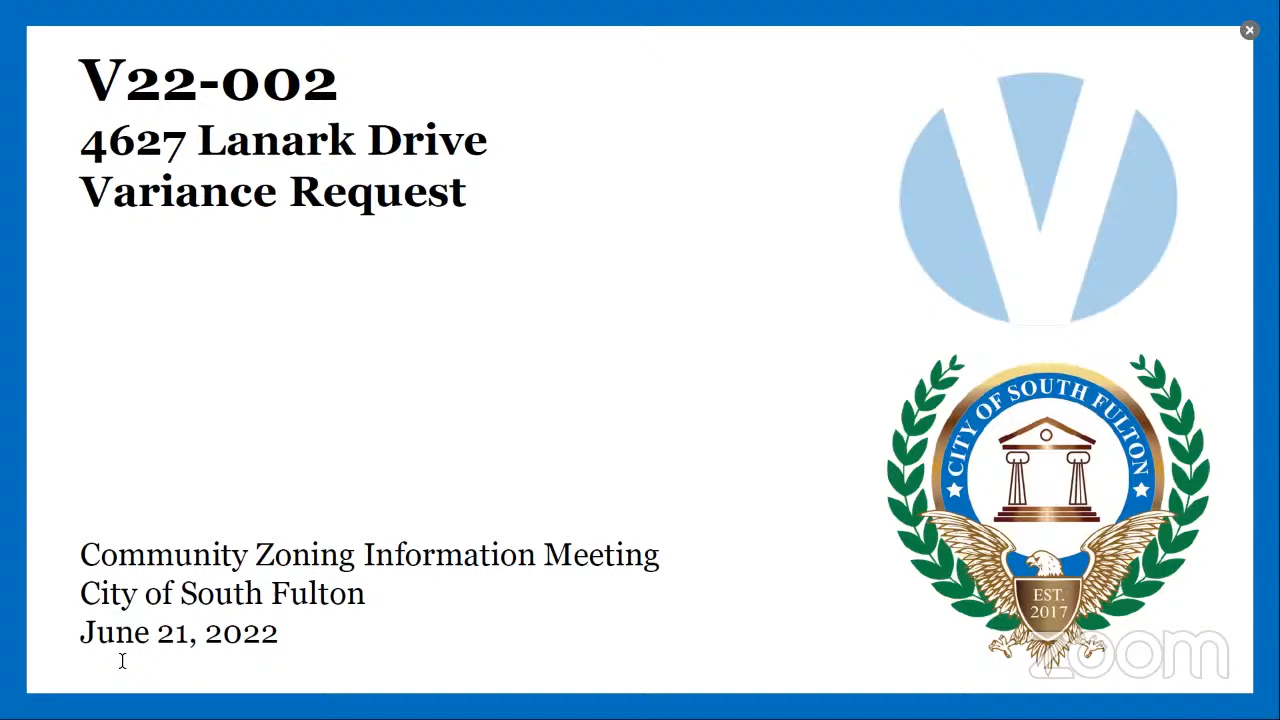 V22-002
4627 Lanark Drive
Variance Request
V
CITY OF SOUTH FULTON
EST.
2017
Community Zoning Information Meeting
City of South Fulton
June 21, 2022
zoom